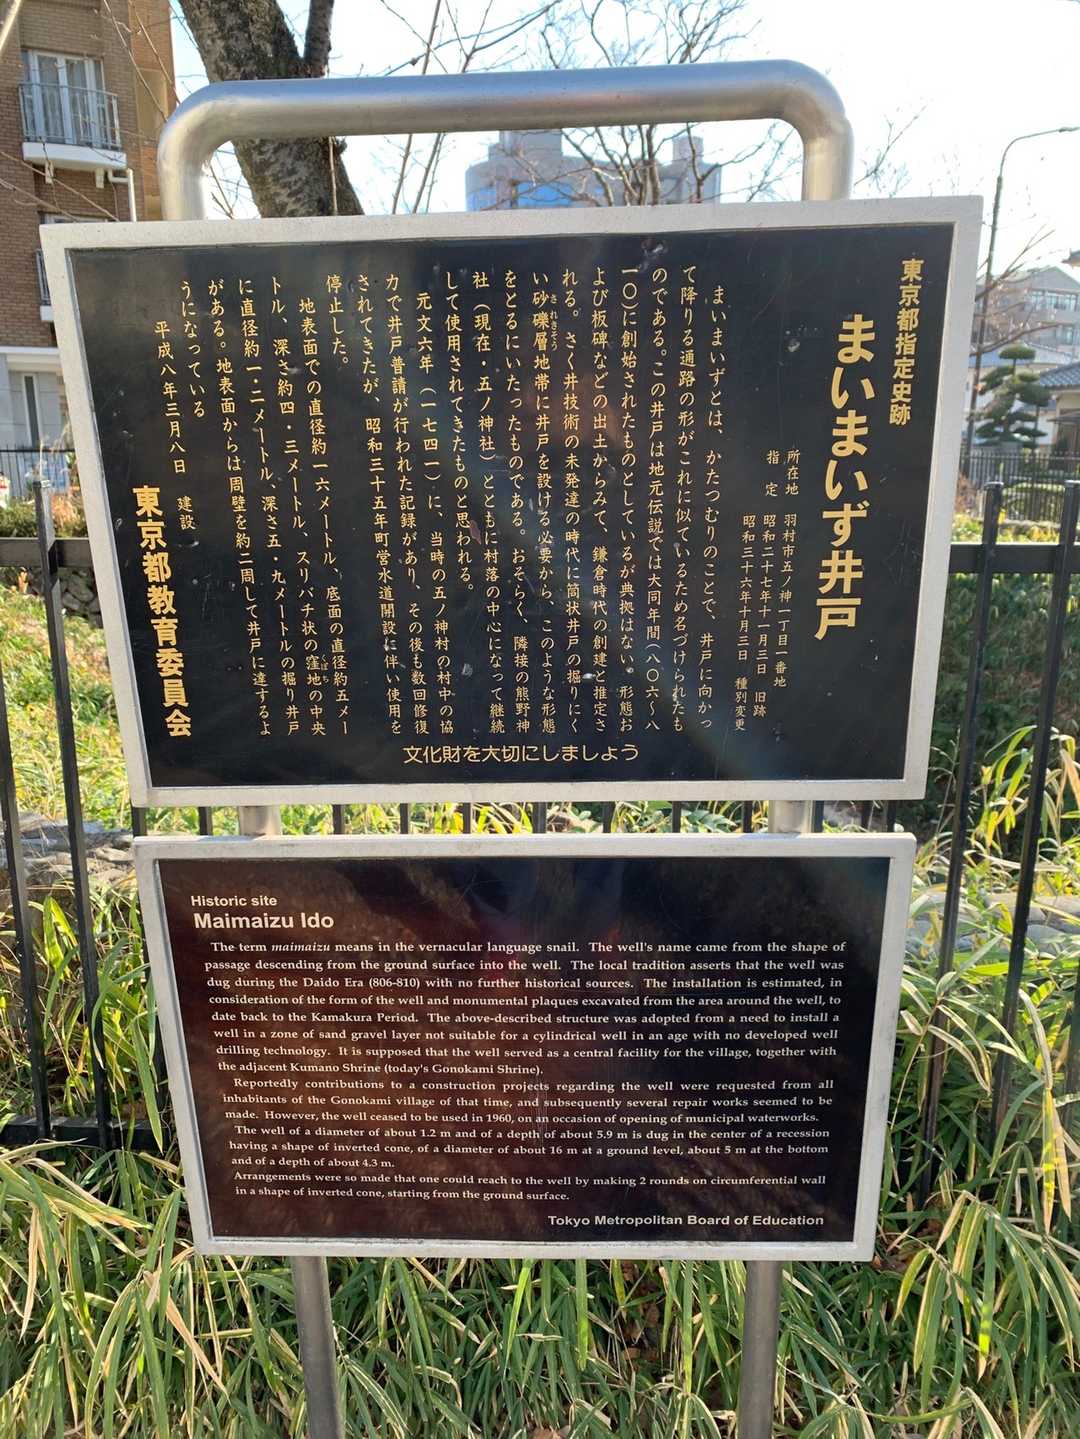 東京都指定史跡
まいまいず井戸
所在地　羽村市五ノ神一丁目一番地
指　定　昭和二十七年十一月三日　旧跡
昭和三十六年十月三日　種別変更
まいまいずとは、かたつむりのことで、井戸に向かっ
て降りる通路の形がこれに似ているため名づけられたも
のである。この井戸は地元伝説では大同年間（八〇六～八
一〇）に創始されたものとしているが典拠はない。形態お
よび板碑などの出土からみて、鎌倉時代の創建と推定さ
れる。さく井技術の未発達の時代に筒状井戸の掘りにく
い砂礫層地帯に井戸を設ける必要から、このような形態
されきそう
をとるにいたったものである。おそらく、隣接の熊野神
社（現在・五ノ神社）とともに村落の中心になって継続
して使用されてきたものと思われる。
元文六年（一七四一）に、当時の五ノ神村の村中の協
力で井戸普請が行われた記録があり、その後も数回修復
されてきたが、昭和三十五年町営水道開設に伴い使用を
停止した。
地表面での直径約一六メートル、底面の直径約五メー
トル、深さ約四・三メートル、スリバチ状の窪地の中央
くぼち
に直径約一・二メートル、深さ五・九メートルの掘り井戸
がある。地表面からは周壁を約二周して井戸に達するよ
うになっている
平成八年三月八日　建設
東京都教育委員会
文化財を大切にしましょう
Historic site
Maimaizu Ido
The term maimaizu means in the vernacular language snail. The well's name came from the shape of
passage descending from the ground surface into the well. The local tradition asserts that the well was
dug during the Daido Era (806-810) with no further historical sources. The installation is estimated, in
consideration of the form of the well and monumental plaques excavated from the area around the well, to
date back to the Kamakura Period. The above-described structure was adopted from a need to install a
well in a zone of sand gravel layer not suitable for a cylindrical well in an age with no developed well
drilling technology. It is supposed that the well served as a central facility for the village, together with
the adjacent Kumano Shrine (today's Gonokami Shrine).
Reportedly contributions to a construction projects regarding the well were requested from all
inhabitants of the Gonokami village of that time, and subsequently several repair works seemed to be
made. However, the well ceased to be used in 1960, on an occasion of opening of municipal waterworks.
The well of a diameter of about 1.2 m and of a depth of about 5.9 m is dug in the center of a recession
having a shape of inverted cone, of a diameter of about 16 m at a ground level, about 5 m at the bottom
and of a depth of about 4.3 m.
Arrangements were so made that one could reach to the well by making 2 rounds on circumferential wall
in a shape of inverted cone, starting from the ground surface.
Tokyo Metropolitan Board of Education